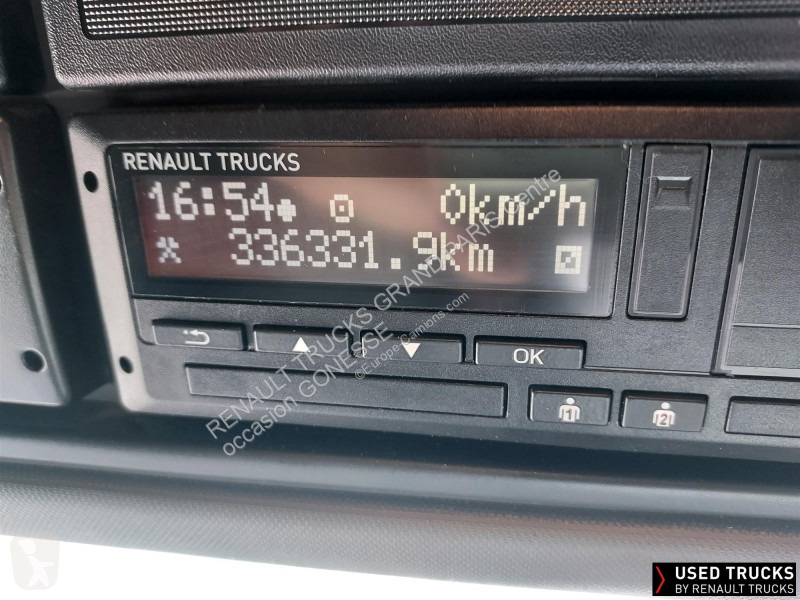 RENAULT TRUCKS
16:54 0km/h
336331.9km
OK
1 2
RENAULT TRUCKS GRAND PARIS centre
occasion GONESSE
©Europe-Camions.com
USED TRUCKS
BY RENAULT TRUCKS